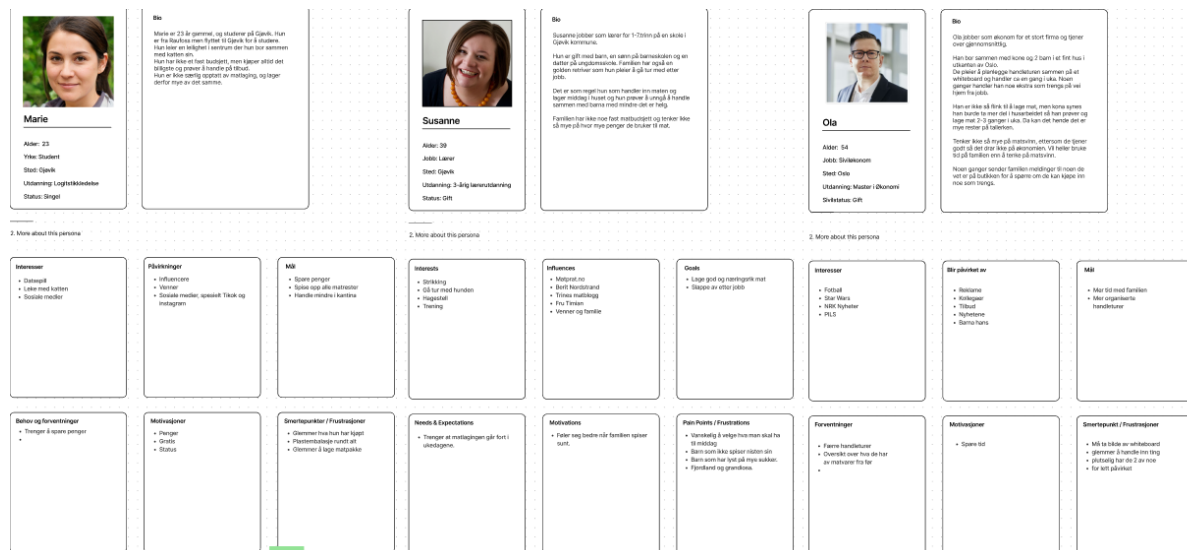 Marie
Alder: 23
Yrke: Student
Sted: Gjøvik
Utdanning: Logitstikkledelse
Status: Singel
Bio
Marie er 23 år gammel, og studerer på Gjøvik. Hun
er fra Raufoss men flyttet til Gjøvik for å studere.
Hun leier en leilighet i sentrum der hun bor sammen
med katten sin.
Hun har ikke et fast budsjett, men kjøper alltid det
billigste og prøver å handle på tilbud.
Hun er ikke særlig opptatt av matlaging, og lager
derfor mye av det samme.
2. More about this persona
Interesser
Dataspill
Leke med katten
Sosiale medier
Påvirkninger
Influencere
Venner
Sosiale medier, spesielt Tikok og
instagram
Mål
Spare penger
Spise opp alle matrester
Handle mindre i kantina
Behov og forventninger
Trenger å spare penger
Motivasjoner
Penger
Gratis
Status
Smertepunkter / Frustrasjoner
Glemmer hva hun har kjøpt
Plastembalasje rundt alt
Glemmer å lage matpakke
Susanne
Alder: 39
Jobb: Lærer
Sted: Gjøvik
Utdanning: 3-årig lærerutdanning
Status: Gift
Bio
Susanne jobber som lærer for 1-7.trinn på en skole i
Gjøvik kommune.
Hun er gift med barn, en sønn på barneskolen og en
datter på ungdomsskole. Familien har også en
golden retriver som hun pleier å gå tur med etter
jobb.
Det er som regel hun som handler inn maten og
lager middag i huset og hun prøver å unngå å handle
sammen med barna med mindre det er helg.
Familien har ikke noe fast matbudsjett og tenker ikke
så mye på hvor mye penger de bruker til mat.
2. More about this persona
Interests
Strikking
Gå tur med hunden
Hagestell
Trening
Influences
Matprat.no
Berit Nordstrand
Trines matblogg
Fru Timian
Venner og familie
Goals
Lage god og næringsrik mat
Slappe av etter jobb
Needs & Expectations
Trenger at matlagingen går fort i
ukedagene.
Motivations
Føler seg bedre når familien spiser
sunt.
Pain Points / Frustrations
Vanskelig å velge hva man skal ha
til middag
Barn som ikke spiser nisten sin
Barn som har lyst på mye sukker.
Fjordland og grandiosa.
Ola
Alder: 54
Jobb: Siviløkonom
Sted: Oslo
Utdanning: Master i Økonomi
Sivilstatus: Gift
Bio
Ola jobber som økonom for et stort firma og tjener
over gjennomsnittlig.
Han bor sammen med kone og 2 barn i et fint hus i
utkanten av Oslo.
De pleier å planlegge handleturen sammen på et
whiteboard og handler ca en gang i uka. Noen
ganger handler han noe ekstra som trengs på vei
hjem fra jobb.
Han er ikke så flink til å lage mat, men kona synes
han burde ta mer del i husarbeidet så han prøver og
lage mat 2-3 ganger i uka. Da kan det hende det er
mye rester på tallerken.
Tenker ikke så mye på matsvinn, ettersom de tjener
godt så det drar ikke på økonomien. Vil heller bruke
tid på familien enn å tenke på matsvinn.
Noen ganger sender familien meldinger til noen de
vet er på butikken for å spørre om de kan kjøpe inn
noe som trengs.
2. More about this persona
Interesser
Fotball
Star Wars
NRK Nyheter
PILS
Blir påvirket av
Reklame
Kollegaer
Tilbud
Nyhetene
Barna hans
Mål
Mer tid med familien
Mer organiserte
handleturer
Forventninger
Færre handleturer
Oversikt over hva de har
av matvarer fra før
Motivasjoner
Spare tid
Smertepunkt / Frustrasjoner
Må ta bilde av whiteboard
glemmer å handle inn ting
plutselig har de 2 av noe
for lett påvirket